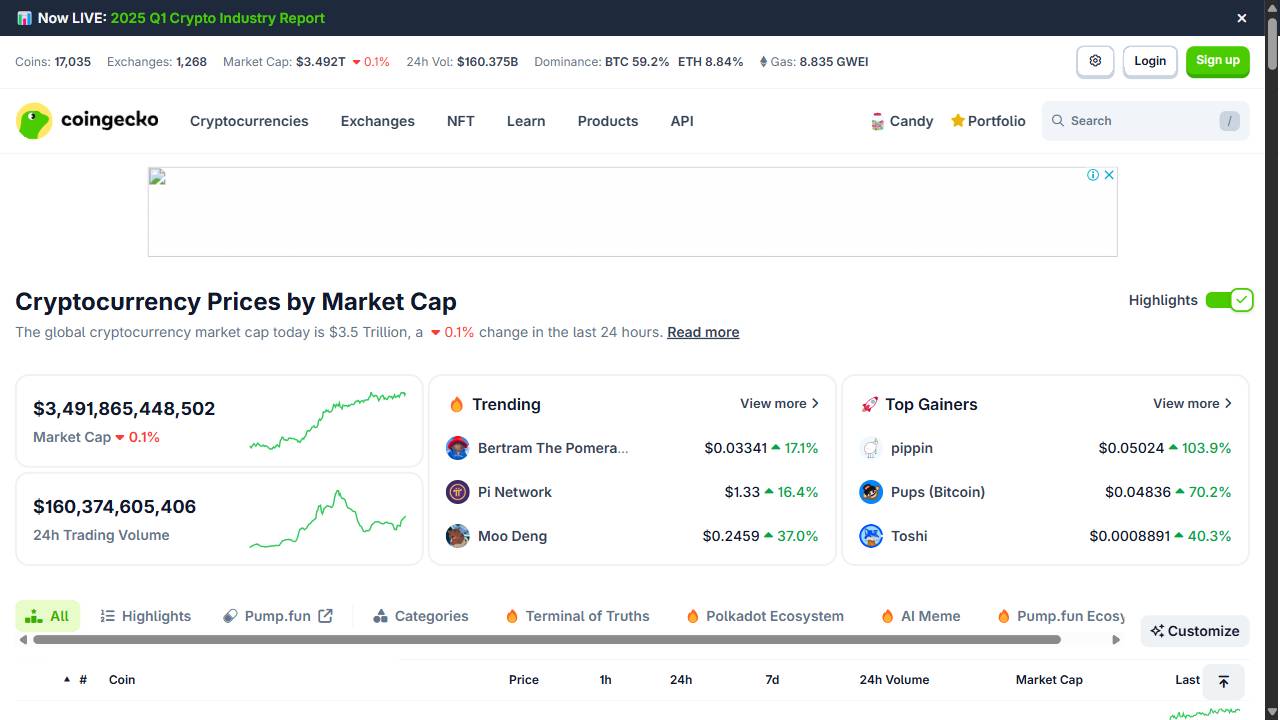 Now LIVE: 2025 Q1 Crypto Industry Report
Coins: 17,035 Exchanges: 1,268 Market Cap: $3.492T 0.1% 24h Vol: $160.375B Dominance: BTC 59.2% ETH 8.84% Gas: 8.835 GWEI
Login
Sign up
coingecko
Cryptocurrencies Exchanges NFT Learn Products API
Candy Portfolio Search /
Cryptocurrency Prices by Market Cap
Highlights
The global cryptocurrency market cap today is $3.5 Trillion, a 0.1% change in the last 24 hours. Read more
$3,491,865,448,502
Market Cap 0.1%
$160,374,605,406
24h Trading Volume
Trending View more
Bertram The Pomera... $0.03341 17.1%
Pi Network $1.33 16.4%
Moo Deng $0.2459 37.0%
Top Gainers View more
pippin $0.05024 103.9%
Pups (Bitcoin) $0.04836 70.2%
Toshi $0.0008891 40.3%
All Highlights Pump.fun Categories Terminal of Truths Polkadot Ecosystem AI Meme Pump.fun Ecosy
Customize
# Coin Price 1h 24h 7d 24h Volume Market Cap Last